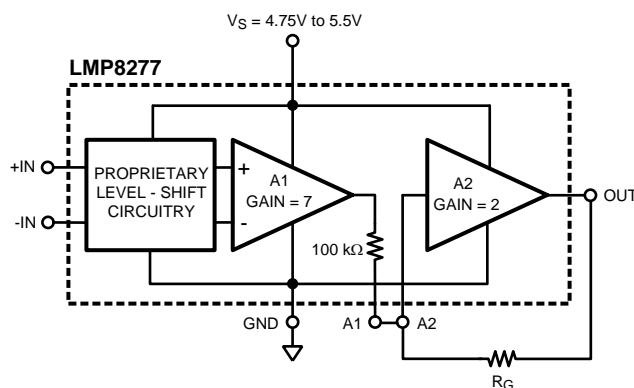 V_S = 4.75V to 5.5V
LMP8277
+IN
-IN
PROPRIETARY
LEVEL - SHIFT
CIRCUITRY
+
-
A1
GAIN = 7
A2
GAIN = 2
OUT
100 kΩ
GND
A1
A2
R_G